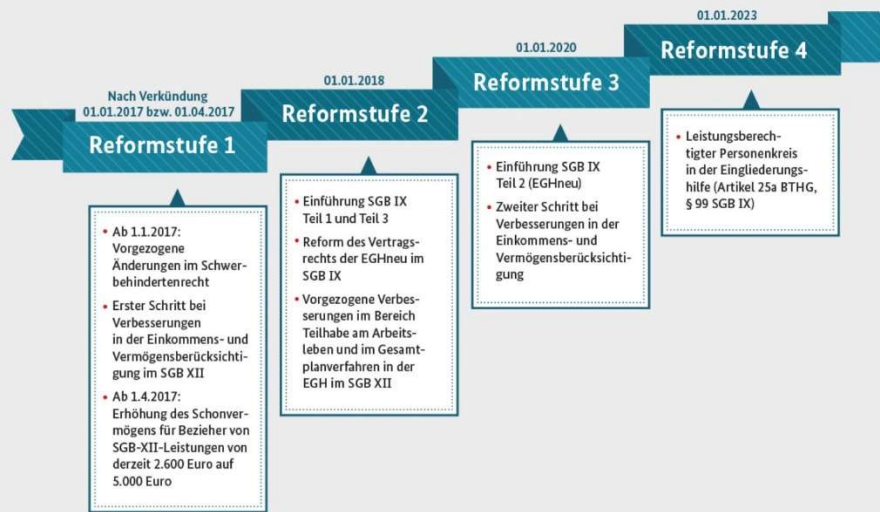 Nach Verkündung
01.01.2017 bzw. 01.04.2017
Reformstufe 1
• Ab 1.1.2017:
Vorgezogene
Änderungen im Schwer-
behindertenrecht
• Erster Schritt bei
Verbesserungen
in der Einkommens- und
Vermögensberücksichti-
gung im SGB XII
• Ab 1.4.2017:
Erhöhung des Schonver-
mögens für Bezieher von
SGB-XII-Leistungen von
derzeit 2.600 Euro auf
5.000 Euro
01.01.2018
Reformstufe 2
• Einführung SGB IX
Teil 1 und Teil 3
• Reform des Vertrags-
rechts der EGHneu im
SGB IX
• Vorgezogene Verbes-
serungen im Bereich
Teilhabe am Arbeits-
leben und im Gesamt-
planverfahren in der
EGH im SGB XII
01.01.2020
Reformstufe 3
• Einführung SGB IX
Teil 2 (EGHneu)
• Zweiter Schritt bei
Verbesserungen in der
Einkommens- und
Vermögensberücksichti-
gung
01.01.2023
Reformstufe 4
• Leistungsberech-
tigter Personenkreis
in der Eingliederungs-
hilfe (Artikel 25a BTHG,
§ 99 SGB IX)